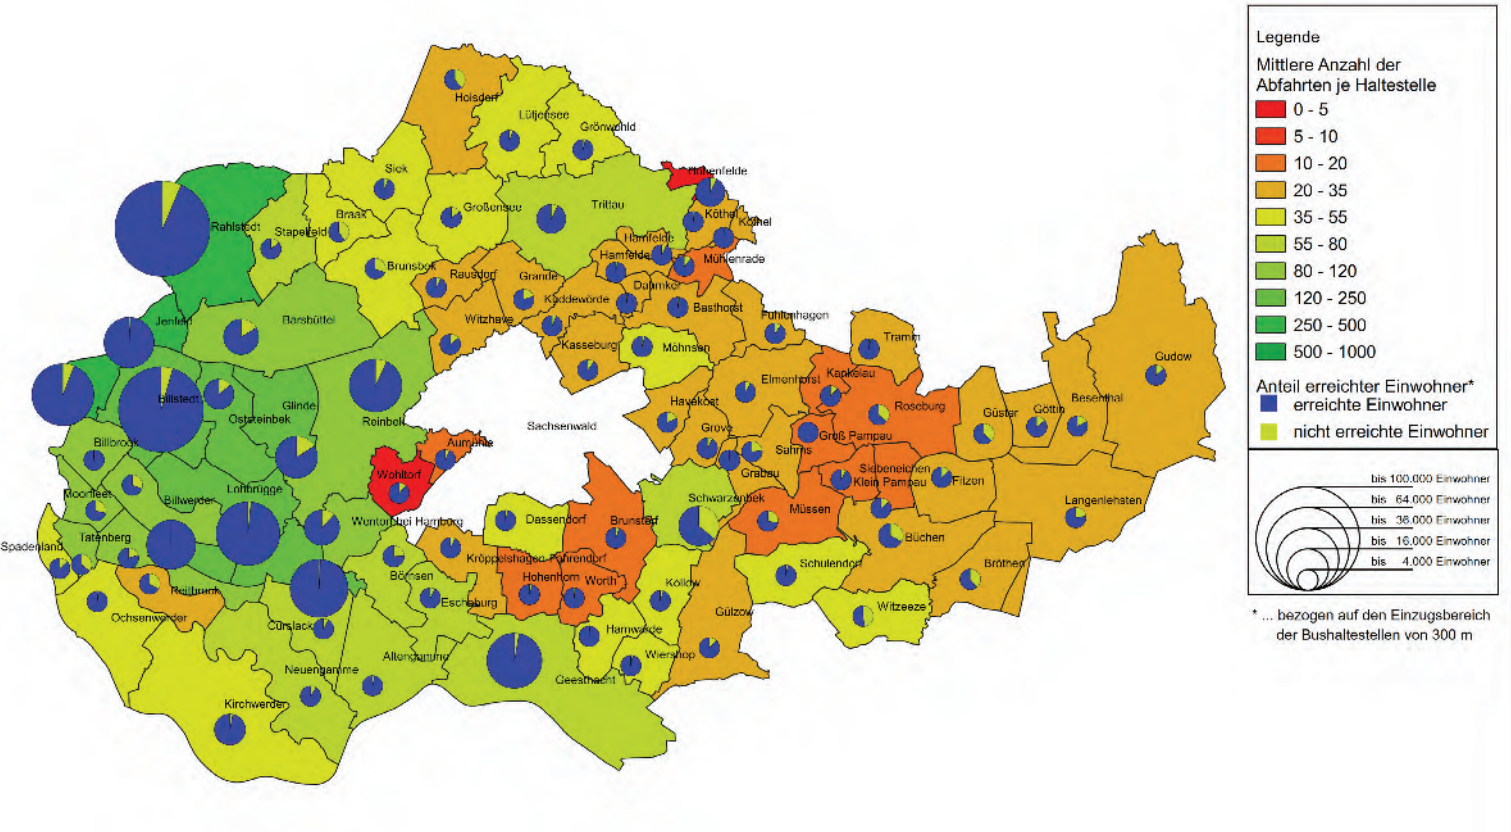 Hoisdorf
Lütjensee
Grönwohld
Siek
Hohenfelde
Großensee
Trittau
Braak
Köthel
Köthel
Rahlstedt
Stapelfeld
Hamfelde
Hamfelde
Mühlenrade
Brunsbek
Rausdorf
Grande
Dahmker
Kuddewörde
Basthorst
Fuhlenhagen
Jenfeld
Barsbüttel
Witzhave
Kasseburg
Möhnsen
Tramm
Gudow
Elmenhorst
Kankelau
Billstedt
Glinde
Oststeinbek
Reinbek
Havekost
Roseburg
Güster
Göttin
Besenthal
Sachsenwald
Grove
Groß Pampau
Billbrook
Aumühle
Sahms
Grabau
Siebeneichen
Klein Pampau
Fitzen
Wohltorf
Moorfleet
Billwerder
Lohbrügge
Schwarzenbek
Müssen
Langenlehsten
Wentorf bei Hamburg
Dassendorf
Brunstorf
Büchen
Tatenberg
Spadenland
Kröppelshagen-Fahrendorf
Schulendorf
Bröthen
Börnsen
Hohenhorn
Worth
Kollow
Reitbrook
Escheburg
Ochsenwerder
Gülzow
Witzeeze
Curslack
Hamwarde
Altengamme
Wiershop
Neuengamme
Geesthacht
Kirchwerder
Legende
Mittlere Anzahl der
Abfahrten je Haltestelle
0 - 5
5 - 10
10 - 20
20 - 35
35 - 55
55 - 80
80 - 120
120 - 250
250 - 500
500 - 1000
Anteil erreichter Einwohner*
erreichte Einwohner
nicht erreichte Einwohner
bis 100.000 Einwohner
bis 64.000 Einwohner
bis 36.000 Einwohner
bis 16.000 Einwohner
bis 4.000 Einwohner
* ... bezogen auf den Einzugsbereich
der Bushaltestellen von 300 m